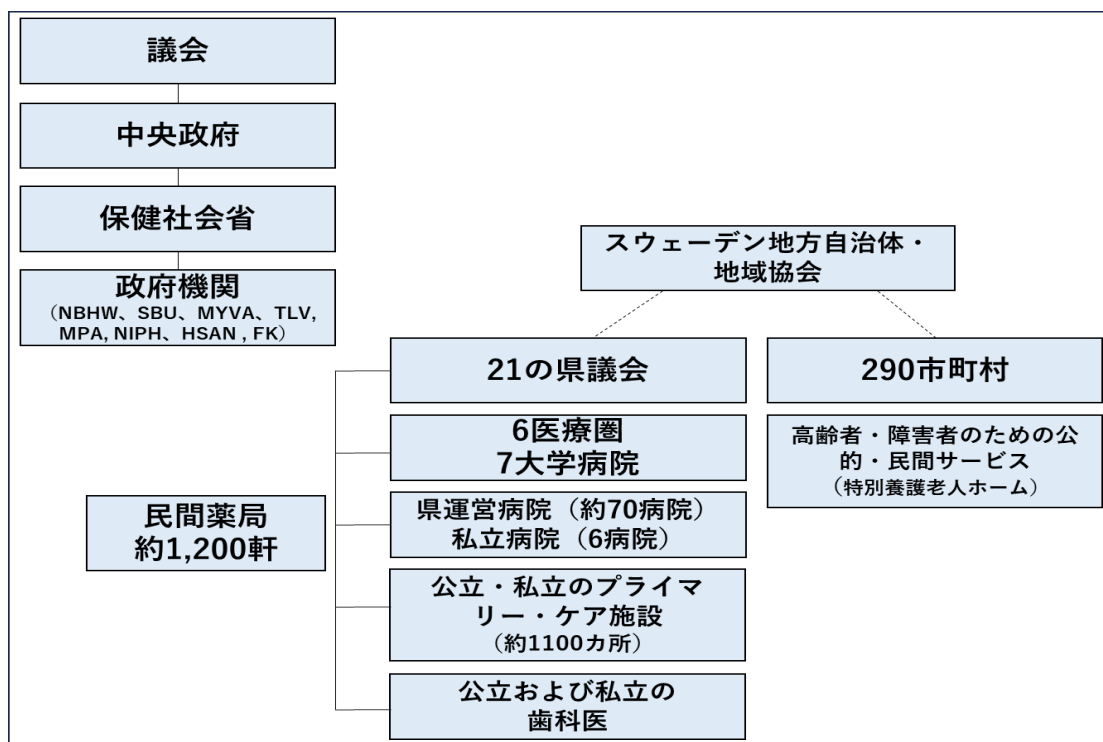 議会
中央政府
保健社会省
政府機関
（NBHW、SBU、MYVA、TLV,
MPA, NIPH、HSAN , FK）
スウェーデン地方自治体・
地域協会
21の県議会
290市町村
6医療圏
7大学病院
高齢者・障害者のための公
的・民間サービス
（特別養護老人ホーム）
民間薬局
約1,200軒
県運営病院（約70病院）
私立病院（6病院）
公立・私立のプライマ
リー・ケア施設
（約1100カ所）
公立および私立の
歯科医